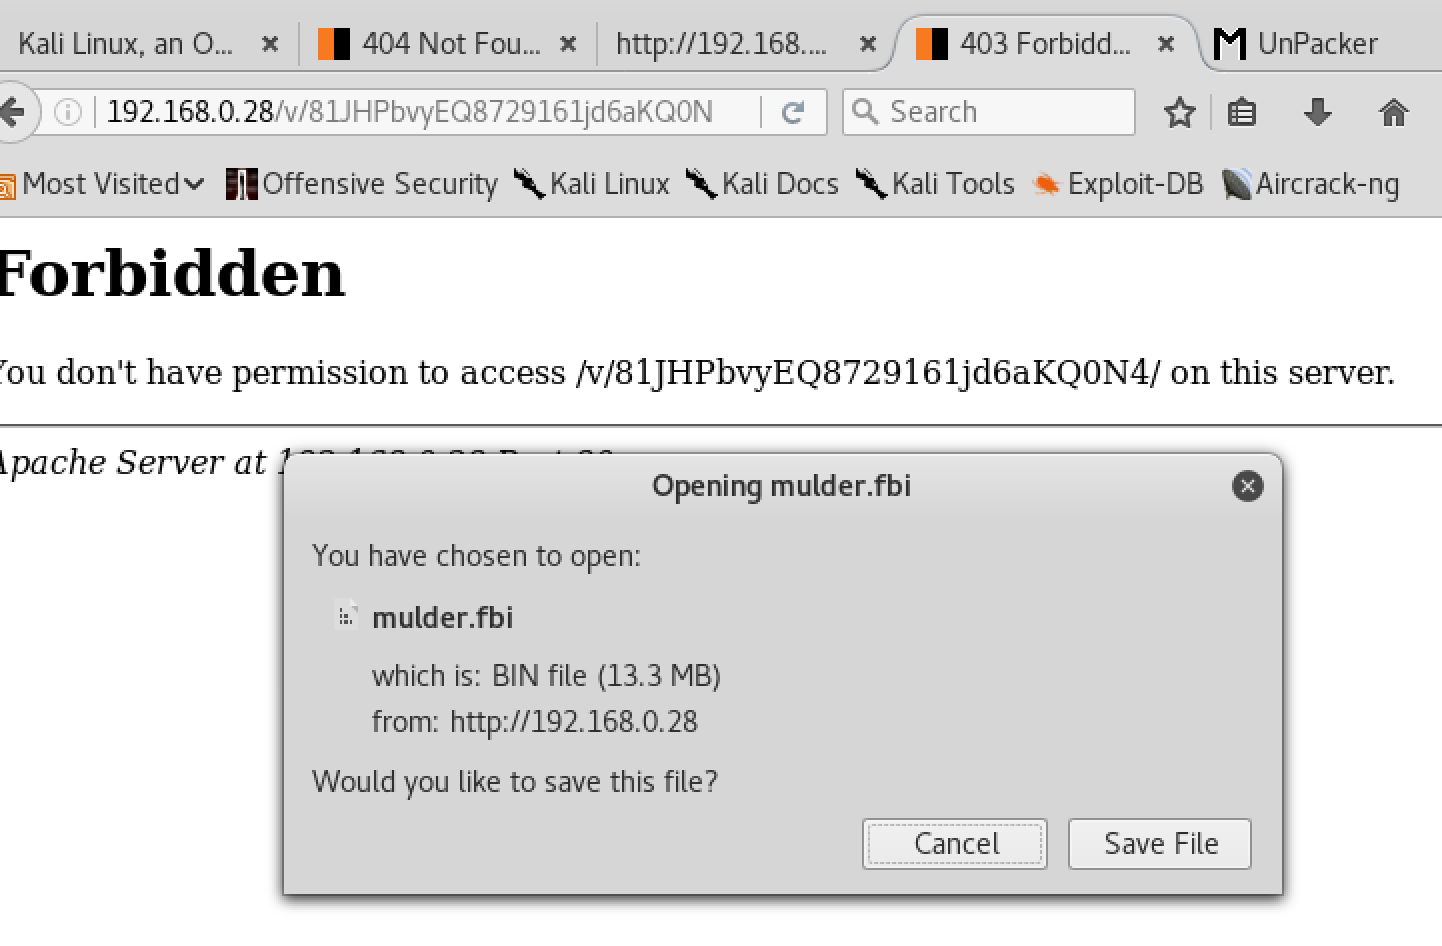 Kali Linux, an O... 404 Not Fou... http://192.168.... 403 Forbidd... UnPacker
192.168.0.28/v/81JHPbvyEQ8729161jd6aKQ0N Search
Most Visited Offensive Security Kali Linux Kali Docs Kali Tools Exploit-DB Aircrack-ng
Forbidden
You don't have permission to access /v/81JHPbvyEQ8729161jd6aKQ0N4/ on this server.
Apache Server at
Opening mulder.fbi
You have chosen to open:
mulder.fbi
which is: BIN file (13.3 MB)
from: http://192.168.0.28
Would you like to save this file?
Cancel Save File